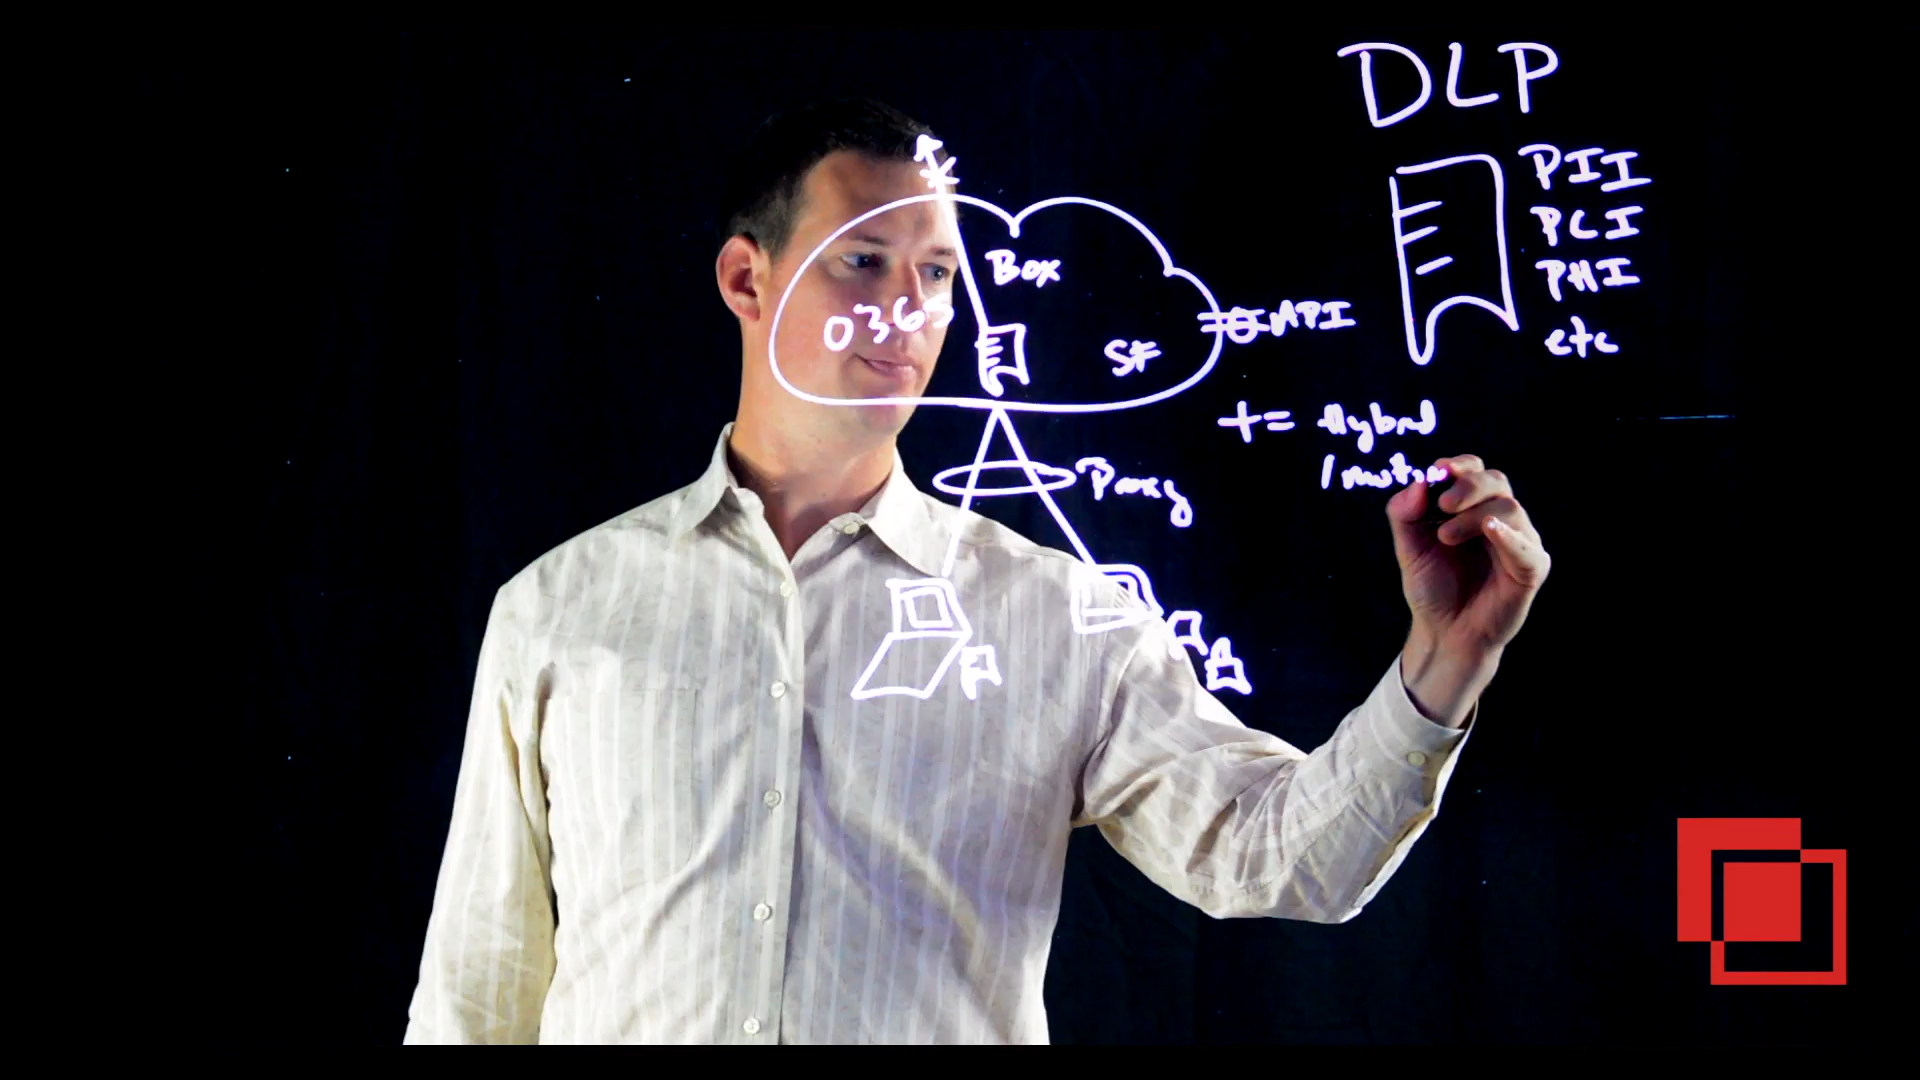 DLP
PII
PCI
PHI
etc
Box
O365
SF
API
Proxy
+= Hybrid